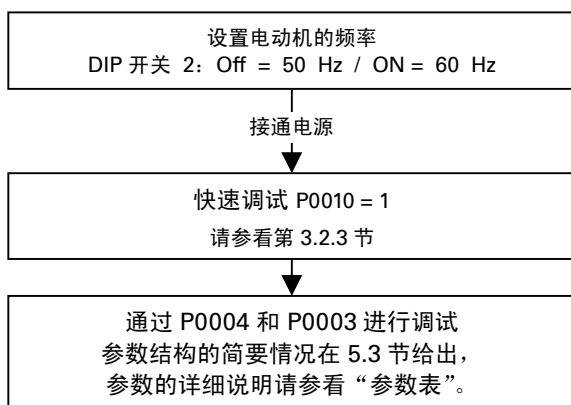 设置电动机的频率
DIP 开关 2：Off = 50 Hz / ON = 60 Hz
接通电源
快速调试 P0010 = 1
请参看第 3.2.3 节
通过 P0004 和 P0003 进行调试
参数结构的简要情况在 5.3 节给出，
参数的详细说明请参看“参数表”。